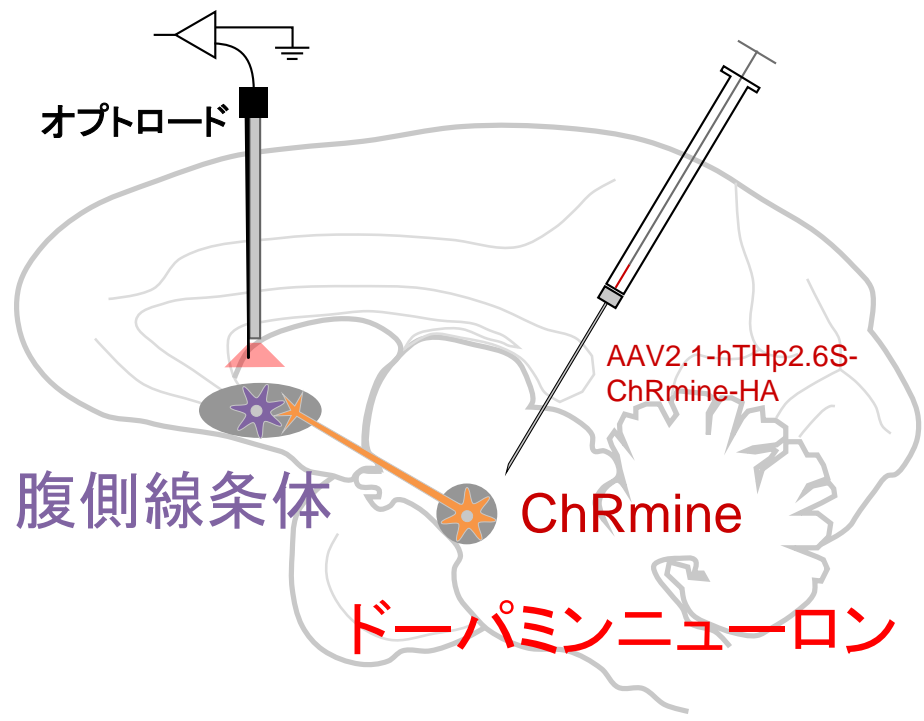 オプトロード
AAV2.1-hTHp2.6S-
ChRmine-HA
腹側線条体
ChRmine
ドーパミンニューロン